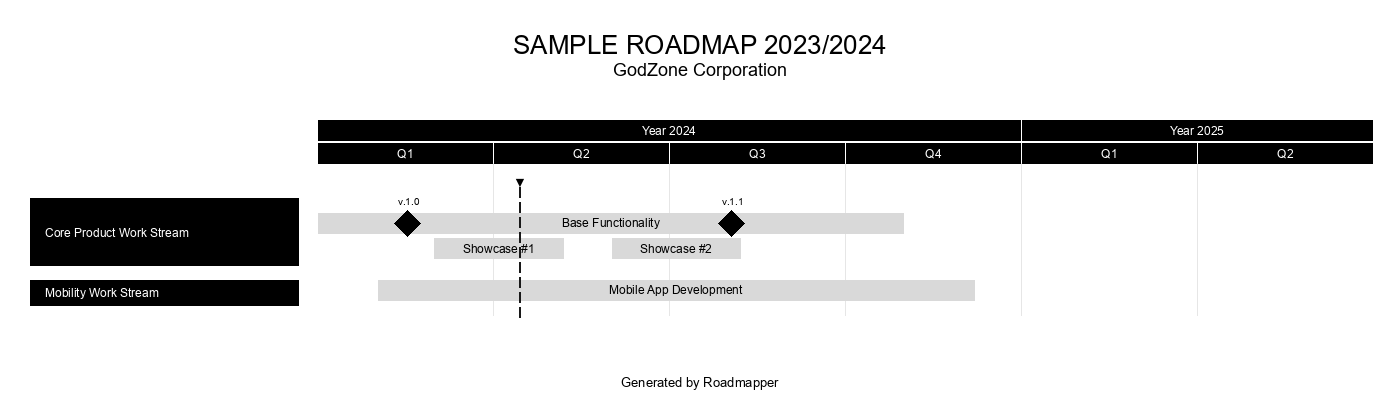 SAMPLE ROADMAP 2023/2024
GodZone Corporation
Year 2024 Year 2025
Q1 Q2 Q3 Q4 Q1 Q2
v.1.0 v.1.1
Core Product Work Stream
Base Functionality
Showcase #1 Showcase #2
Mobility Work Stream
Mobile App Development
Generated by Roadmapper